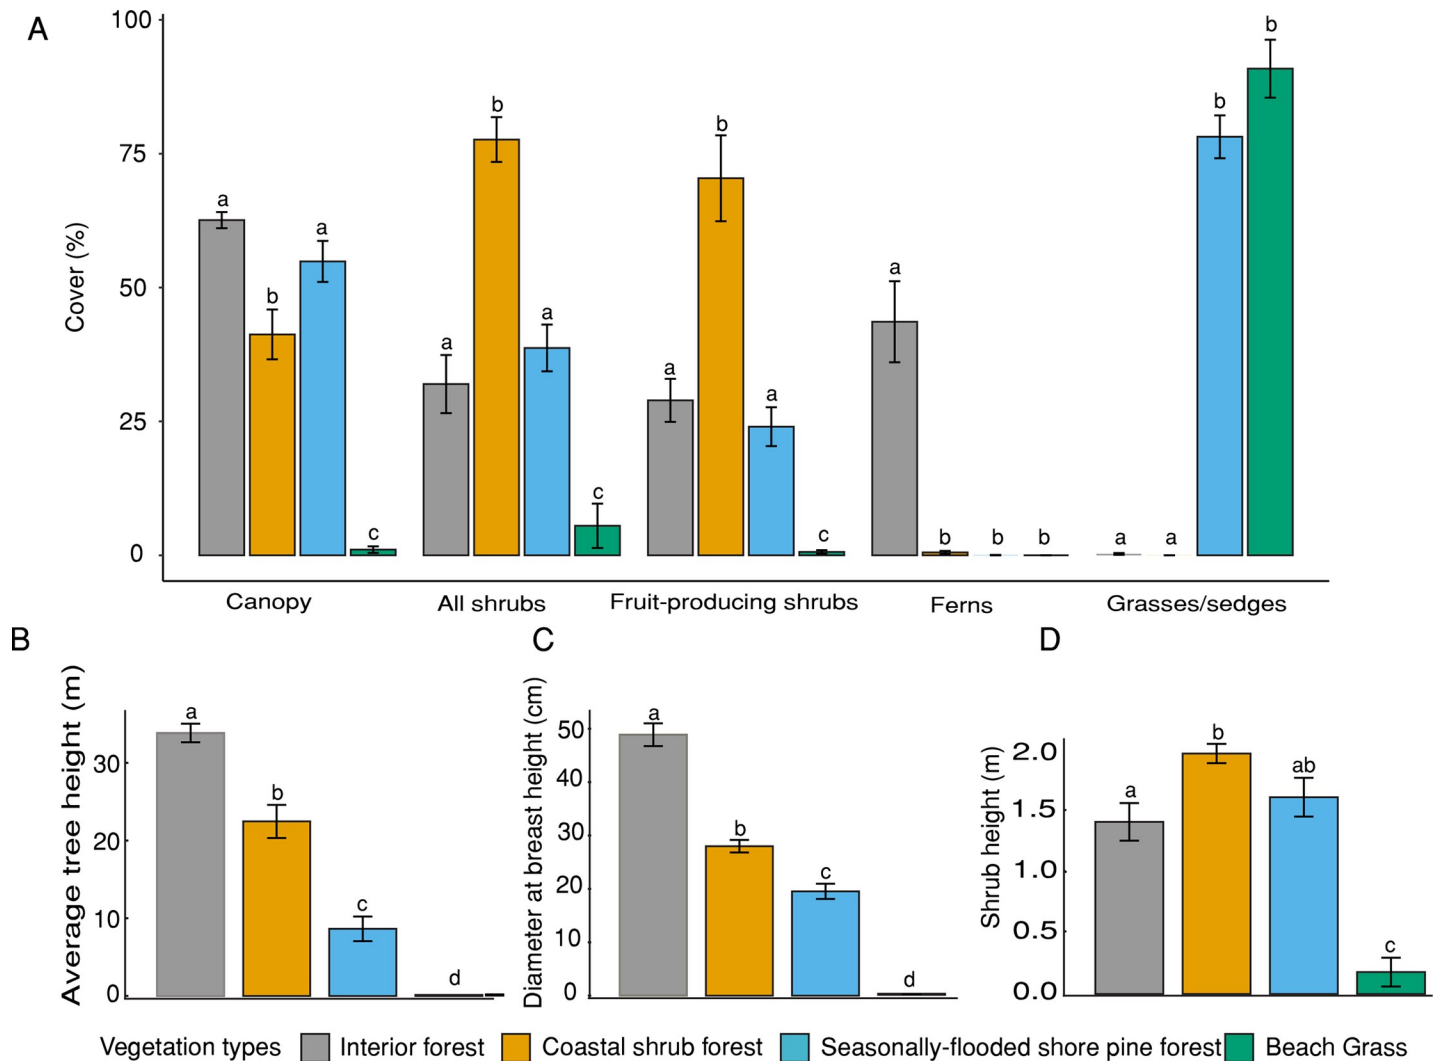 A
100
75
50
25
0
Cover (%)
a b a c
a b a c
a b a c
a b b b
a a b b
Canopy All shrubs Fruit-producing shrubs Ferns Grasses/sedges
B C D
Average tree height (m)
30
20
10
0
a b c d
Diameter at breast height (cm)
50
40
30
20
10
0
a b c d
Shrub height (m)
2.0
1.5
1.0
0.5
0.0
a b ab c
Vegetation types Interior forest Coastal shrub forest Seasonally-flooded shore pine forest Beach Grass